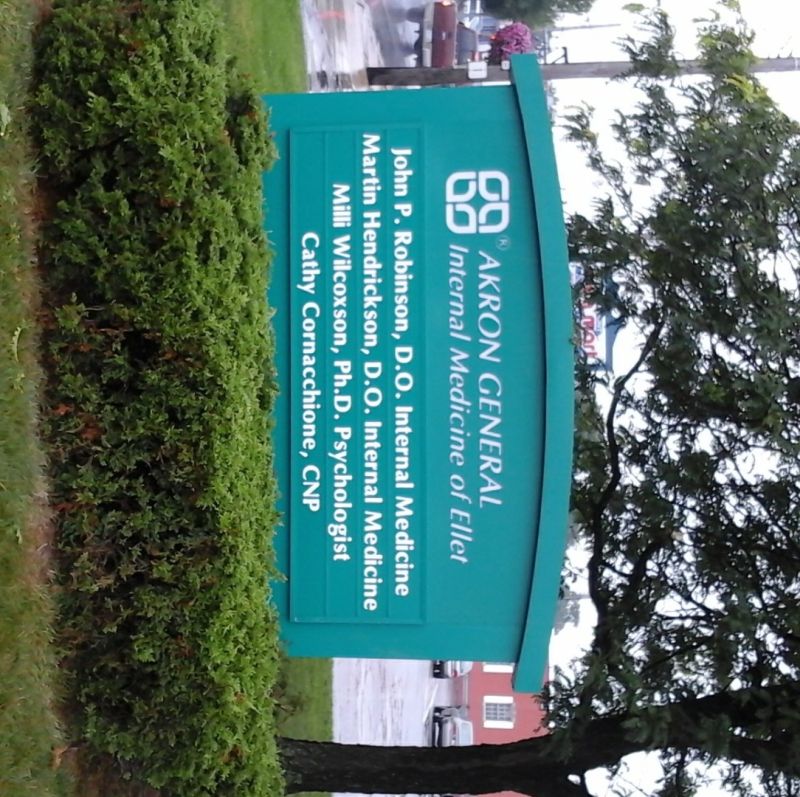 AKRON GENERAL
Internal Medicine of Ellet
John P. Robinson, D.O. Internal Medicine
Martin Hendrickson, D.O. Internal Medicine
Milli Wilcoxson, Ph.D. Psychologist
Cathy Cornacchione, CNP